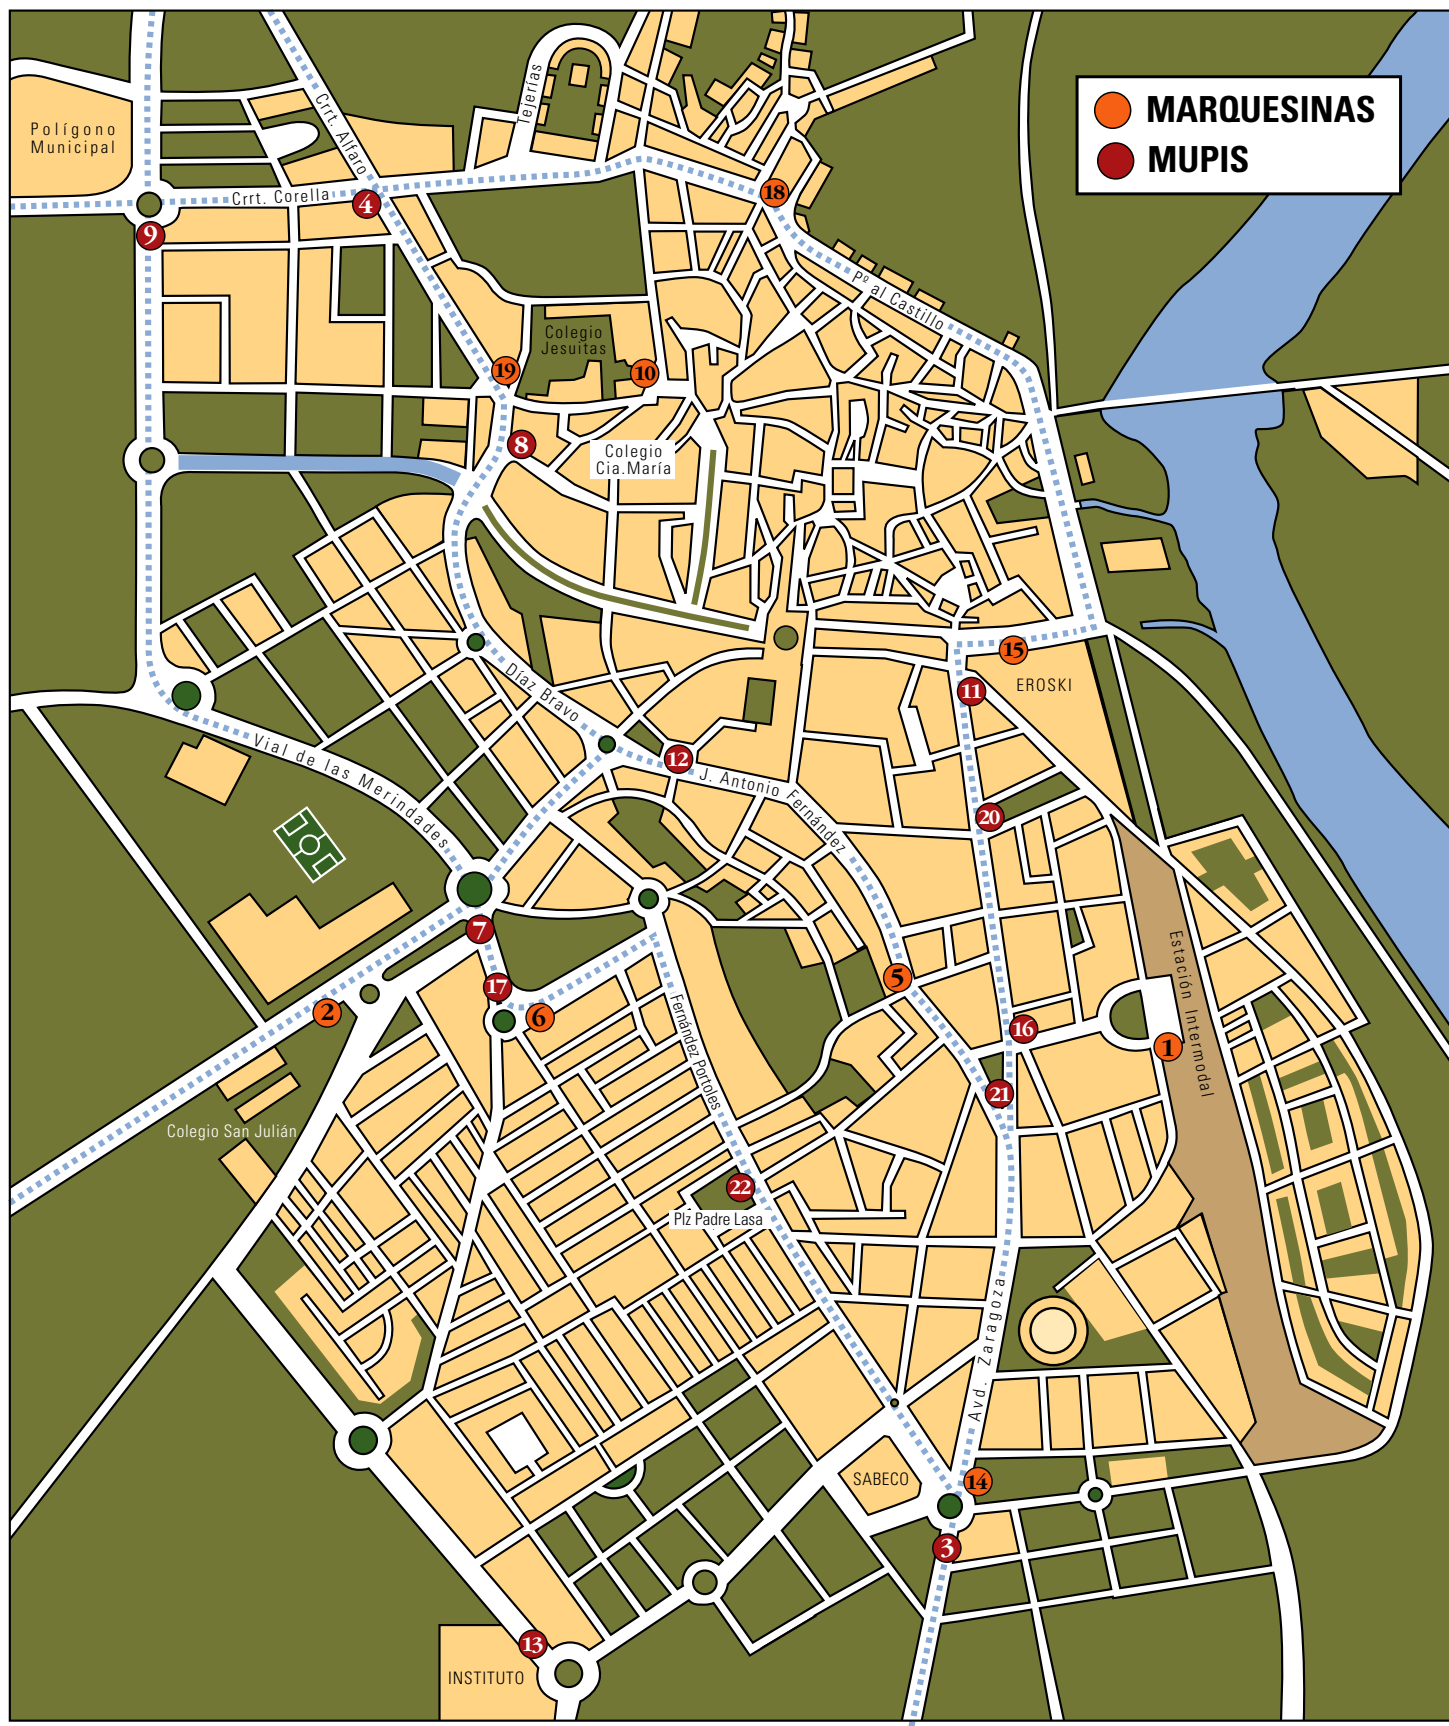 MARQUESINAS
MUPIS
Polígono
Municipal
Crrt. Alfaro
Tejerías
Crrt. Corella
4
9
18
Pº al Castillo
Colegio
Jesuitas
19
10
8
Colegio
Cia.María
15
EROSKI
11
Díaz Bravo
12
J. Antonio Fernández
Vial de las Merindades
20
7
17
6
2
5
Fernández Portoles
16
1
Estación Intermodal
21
Colegio San Julián
22
Plz Padre Lasa
Avd. Zaragoza
SABECO
14
3
13
INSTITUTO